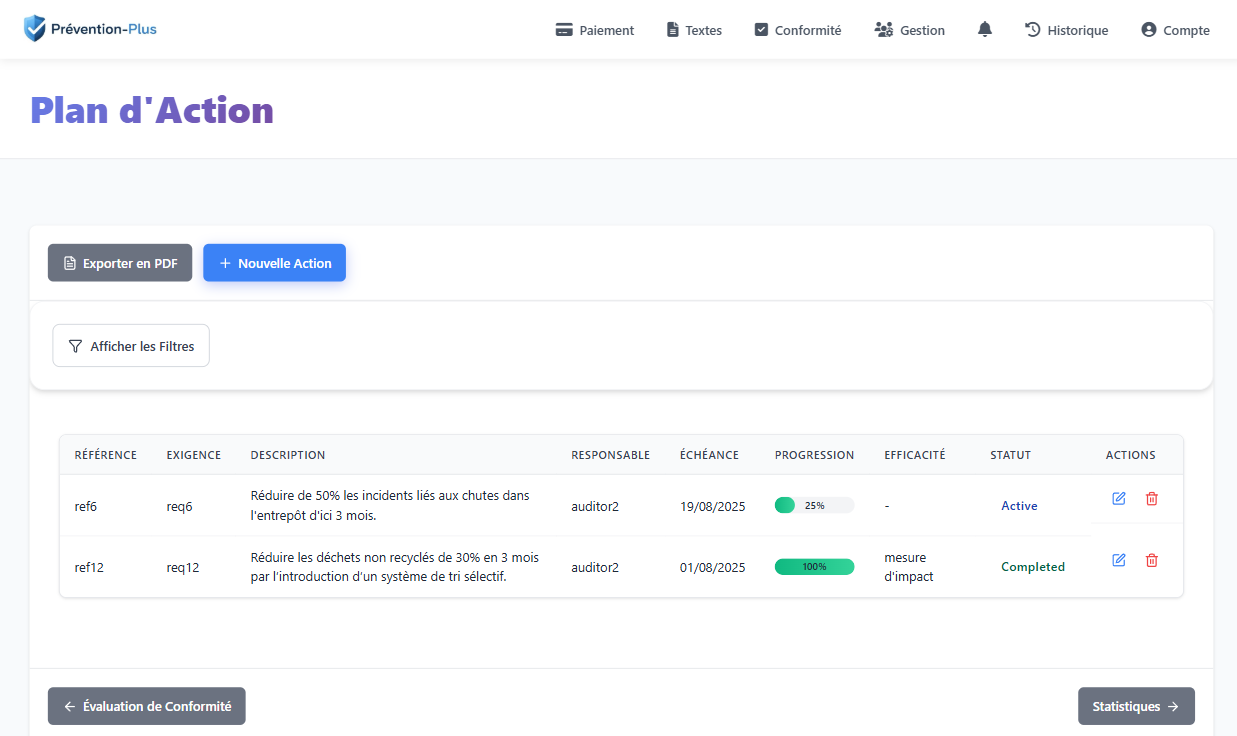 Prévention-Plus
Paiement
Textes
Conformité
Gestion
Historique
Compte
Plan d'Action
Exporter en PDF
+ Nouvelle Action
Afficher les Filtres
RÉFÉRENCE EXIGENCE DESCRIPTION RESPONSABLE ÉCHÉANCE PROGRESSION EFFICACITÉ STATUT ACTIONS
ref6
req6
Réduire de 50% les incidents liés aux chutes dans
l'entrepôt d'ici 3 mois.
auditor2
19/08/2025
25%
-
Active
ref12
req12
Réduire les déchets non recyclés de 30% en 3 mois
par l'introduction d'un système de tri sélectif.
auditor2
01/08/2025
100%
mesure
d'impact
Completed
← Évaluation de Conformité
Statistiques →